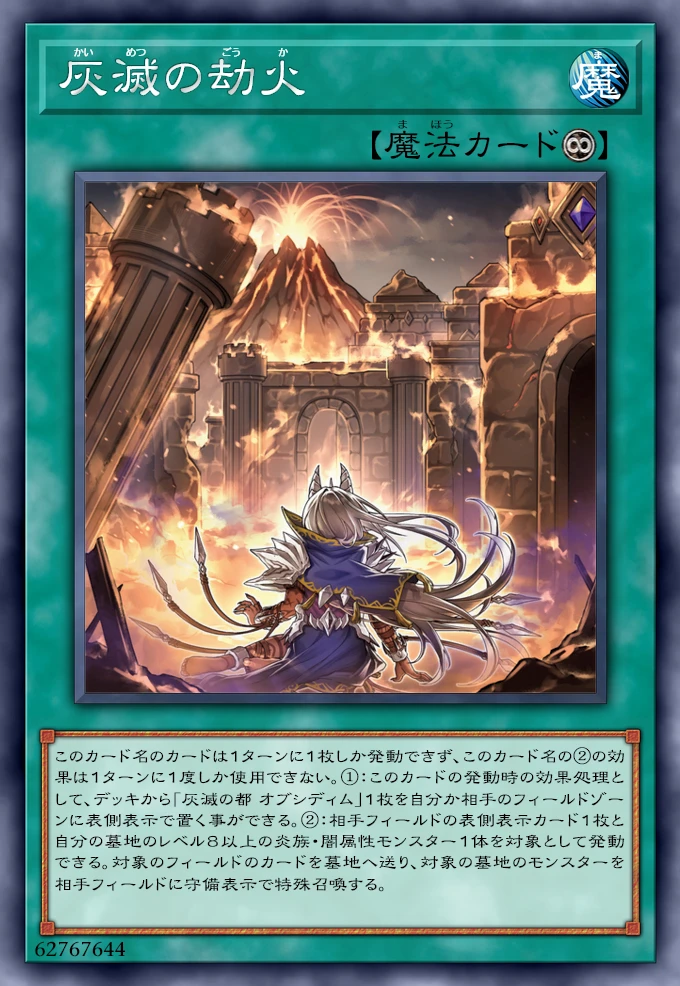 かい めつ ごう か
灰滅の劫火
ま
魔
ま ほう
【魔法カード♾】
このカード名のカードは1ターンに1枚しか発動できず、このカード名の②の効
果は1ターンに1度しか使用できない。①:このカードの発動時の効果処理と
して、デッキから「灰滅の都 オブシディム」1枚を自分か相手のフィールドゾー
ンに表側表示で置く事ができる。②:相手フィールドの表側表示カード1枚と
自分の墓地のレベル8以上の炎族・闇属性モンスター1体を対象として発動
できる。対象のフィールドのカードを墓地へ送り、対象の墓地のモンスターを
相手フィールドに守備表示で特殊召喚する。
62767644